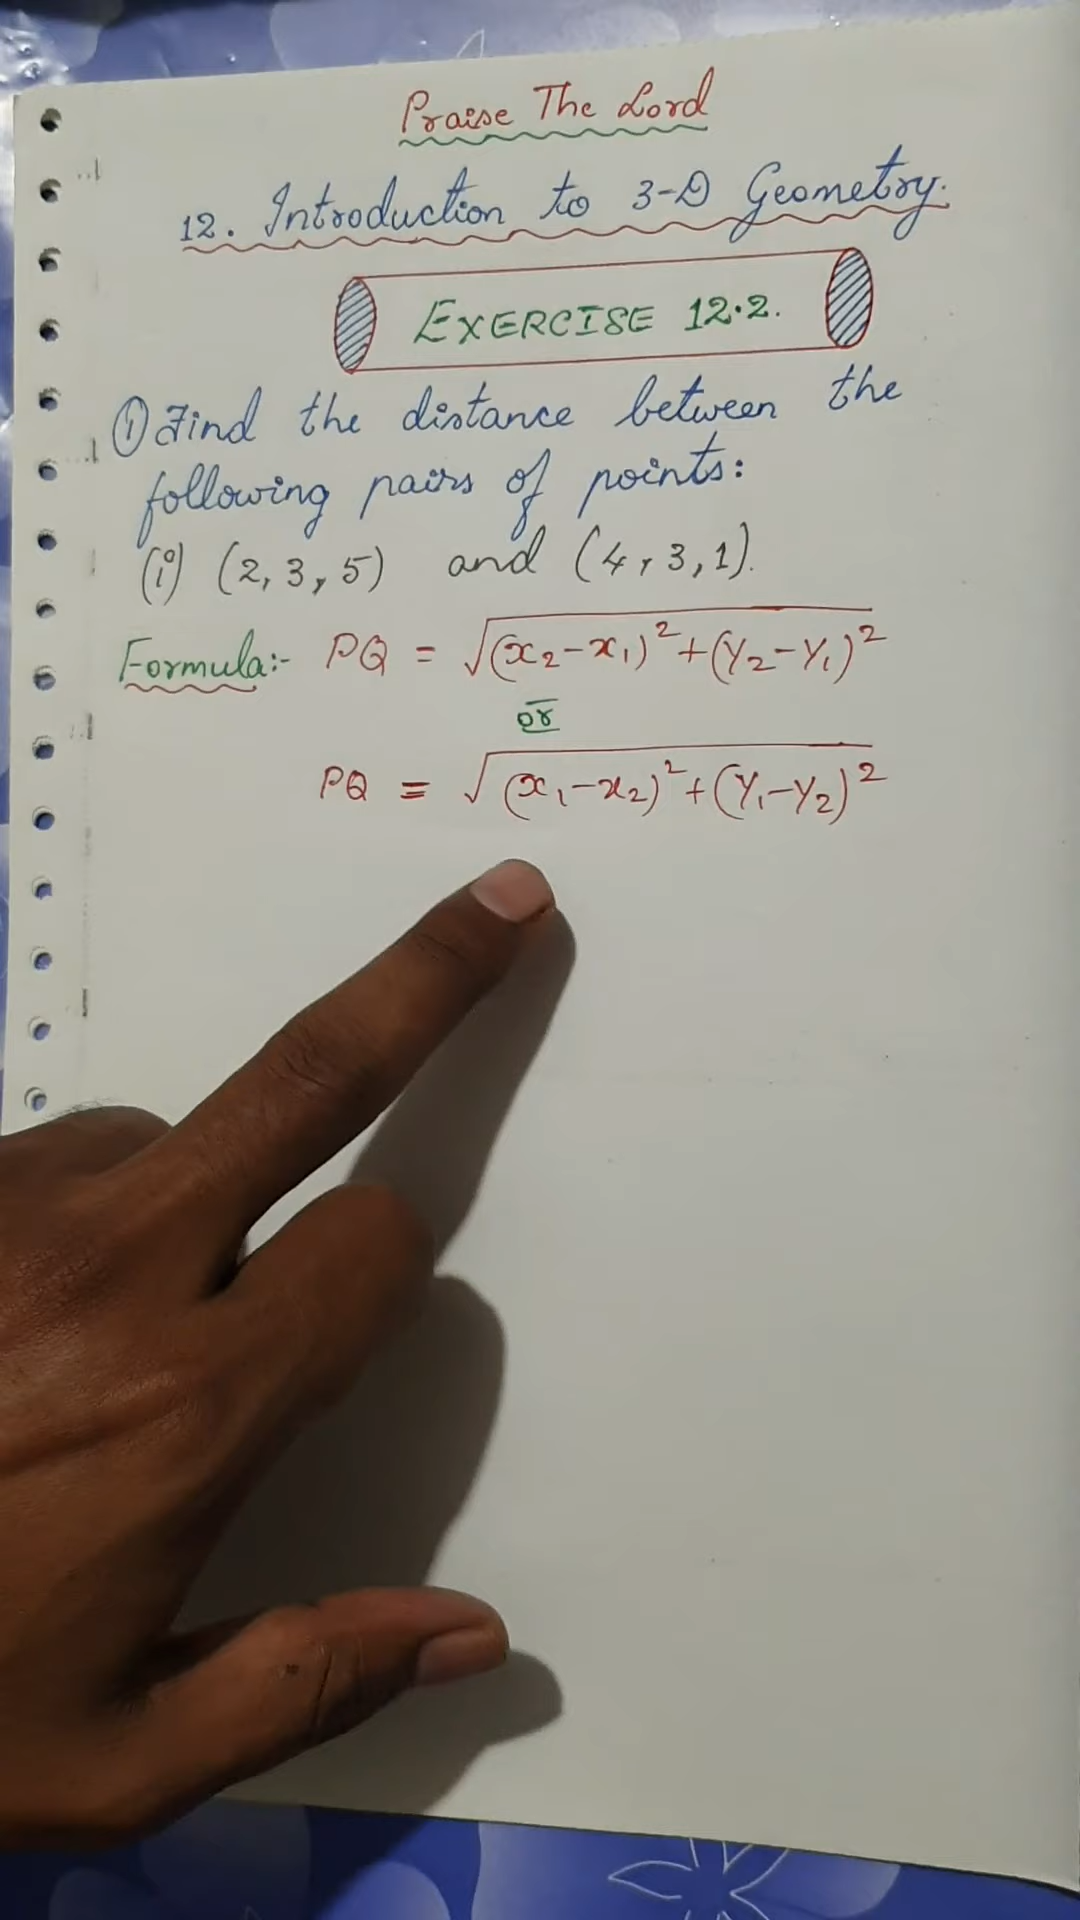 Praise The Lord
12. Introduction to 3-D Geometry.
EXERCISE 12.2.
① Find the distance between the
following pairs of points:
(i) (2, 3, 5) and (4, 3, 1).
Formula:- PQ = √(x₂-x₁)²+(Y₂-Y₁)²
or
PQ = √(x₁-x₂)²+(Y₁-Y₂)²